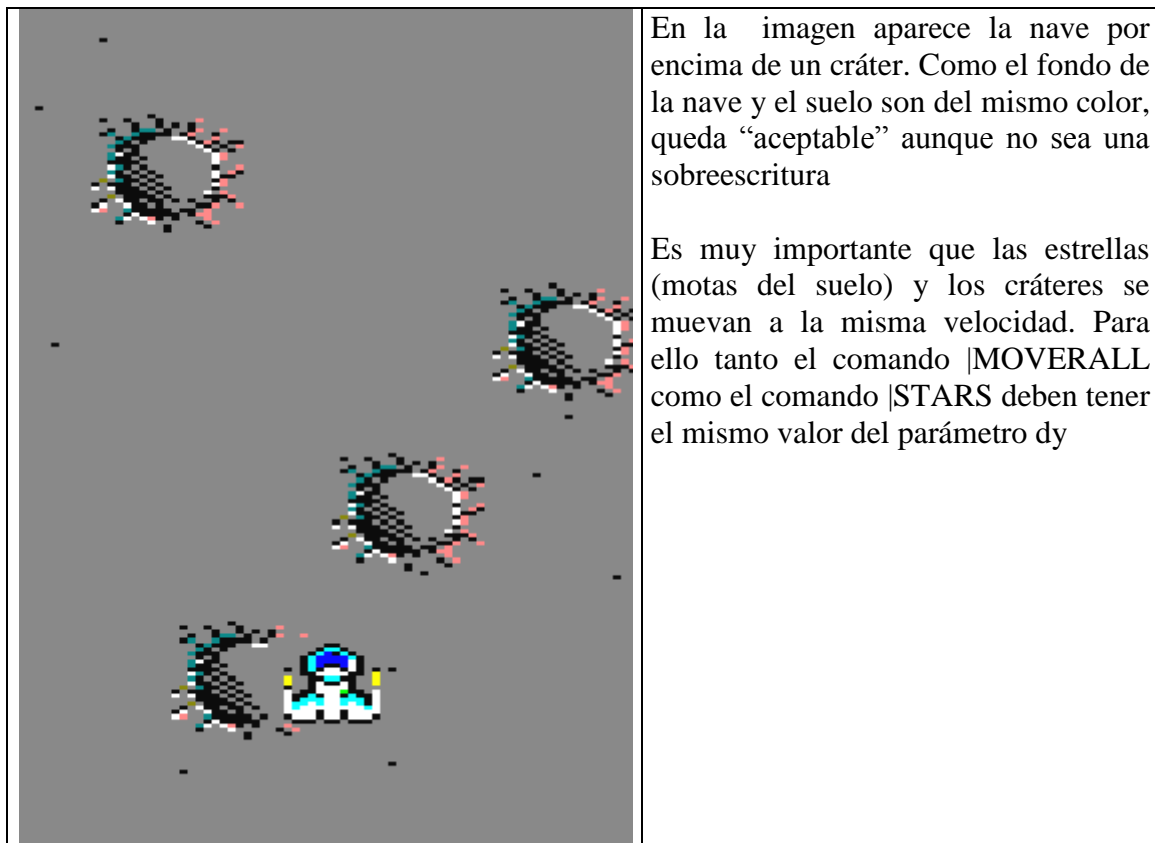 En la imagen aparece la nave por
encima de un cráter. Como el fondo de
la nave y el suelo son del mismo color,
queda “aceptable” aunque no sea una
sobreescritura
Es muy importante que las estrellas
(motas del suelo) y los cráteres se
muevan a la misma velocidad. Para
ello tanto el comando |MOVERALL
como el comando |STARS deben tener
el mismo valor del parámetro dy